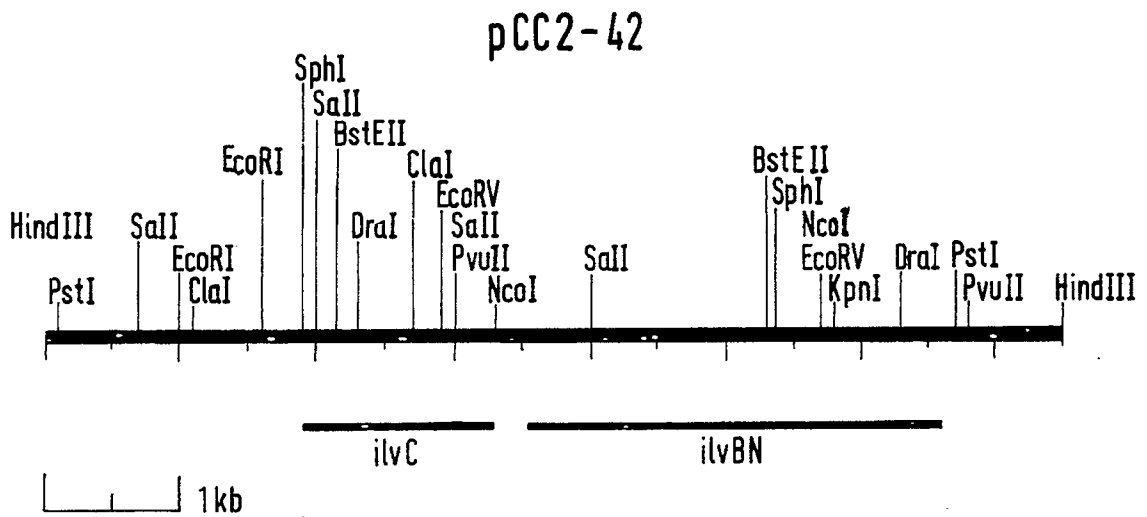 pCC2-42
SphI
SalI
BstEII
EcoRI
ClaI
BstEII
EcoRV
SphI
HindIII
SalI
DraI
SalI
NcoI
EcoRI
PvuII
SalI
EcoRV
DraI
PstI
PstI
ClaI
NcoI
KpnI
PvuII
HindIII
ilvC
ilvBN
1kb